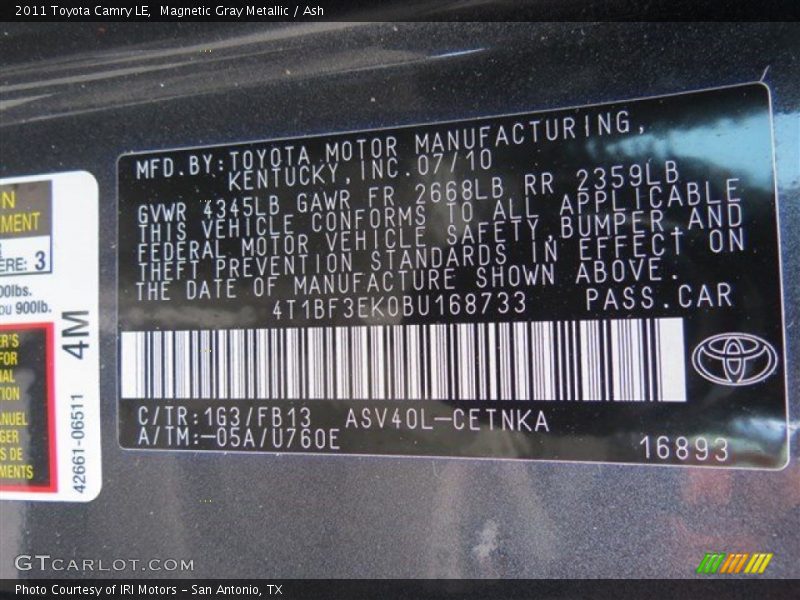 2011 Toyota Camry LE, Magnetic Gray Metallic / Ash
MFD.BY:TOYOTA MOTOR MANUFACTURING,
KENTUCKY,INC.07/10
GVWR 4345LB GAWR FR 2668LB RR 2359LB
THIS VEHICLE CONFORMS TO ALL APPLICABLE
FEDERAL MOTOR VEHICLE SAFETY,BUMPER,AND
THEFT PREVENTION STANDARDS IN EFFECT ON
THE DATE OF MANUFACTURE SHOWN ABOVE.
4T1BF3EK0BU168733 PASS.CAR
C/TR:1G3/FB13 ASV40L-CETNKA
A/TM:-05A/U760E
16893
ERE: 3
900lb.
4M
42661-06511
GTCARLOT.COM
Photo Courtesy of IRI Motors – San Antonio, TX